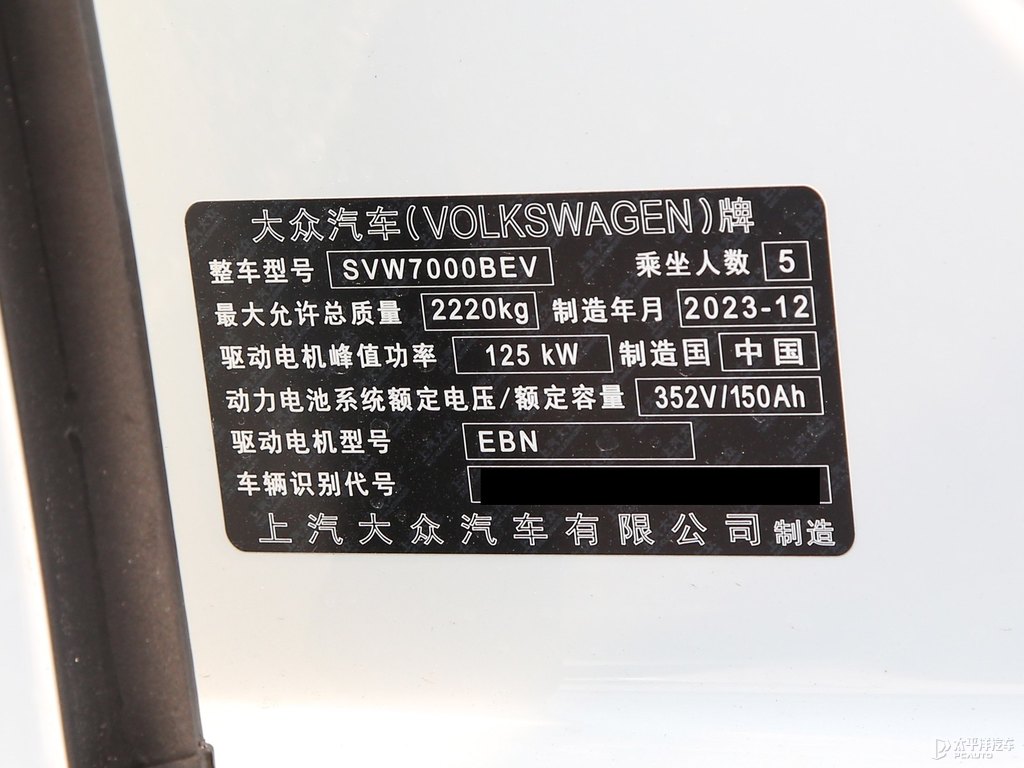 大众汽车(VOLKSWAGEN)牌
整车型号 SVW7000BEV 乘坐人数 5
最大允许总质量 2220kg 制造年月 2023-12
驱动电机峰值功率 125 kW 制造国 中国
动力电池系统额定电压/额定容量 352V/150Ah
驱动电机型号 EBN
车辆识别代号
上汽大众汽车有限公司 制造
太平洋汽车
PCAUTO